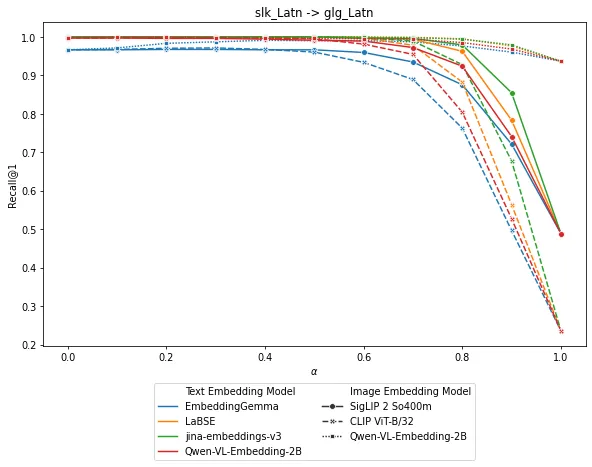 slk_Latn -> glg_Latn
1.0
0.9
0.8
0.7
0.6
0.5
0.4
0.3
0.2
Recall@1
0.0 0.2 0.4 0.6 0.8 1.0
α
Text Embedding Model Image Embedding Model
EmbeddingGemma SigLIP 2 So400m
LaBSE CLIP ViT-B/32
jina-embeddings-v3 Qwen-VL-Embedding-2B
Qwen-VL-Embedding-2B